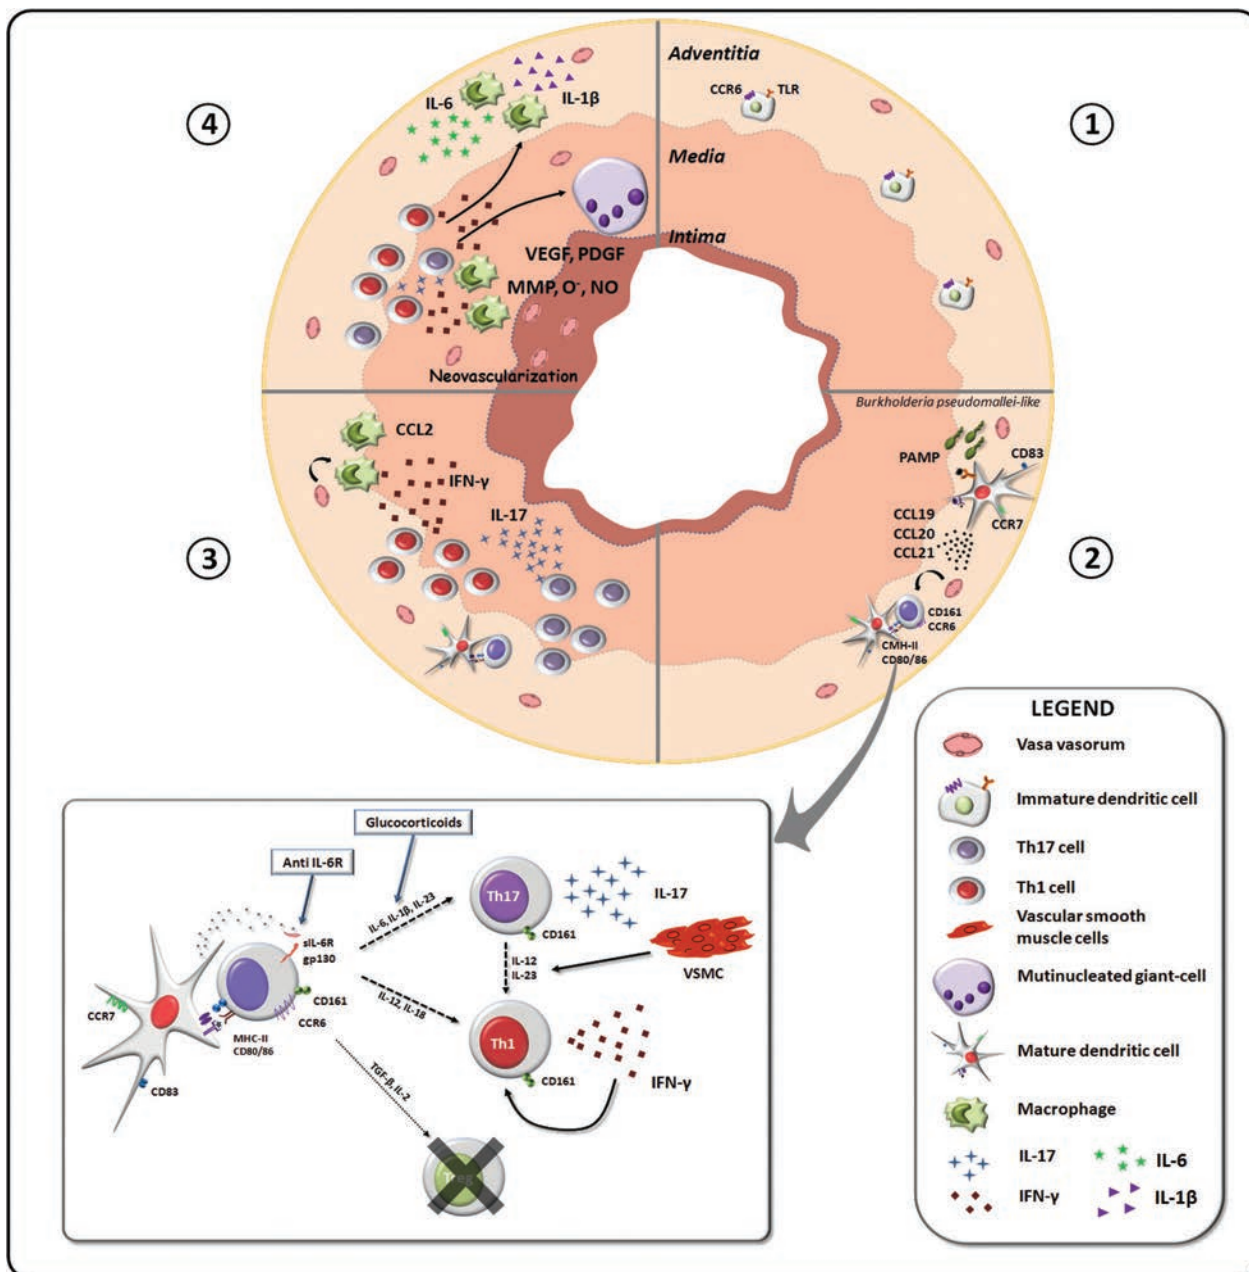 Adventitia
CCR6 TLR
①
Media
Intima
④
IL-6
IL-1β
VEGF, PDGF
MMP, O⁻, NO
Neovascularization
Burkholderia pseudomallei-like
PAMP
CD83
CCL19
CCR7
CCL20
CCL21
②
CD161
CCR6
CMH-II
CD80/86
CCL2
IFN-γ
IL-17
③
Glucocorticoids
Anti IL-6R
IL-6, IL-1β, IL-23
Th17
IL-17
CD161
sIL-6R
gp130
IL-12
IL-23
VSMC
CD161
CCR7
CCR6
IL-12, IL-18
MHC-II
CD80/86
Th1
CD161
IFN-γ
CD83
TGF-β, IL-2
Treg
LEGEND
Vasa vasorum
Immature dendritic cell
Th17 cell
Th1 cell
Vascular smooth
muscle cells
Mutinucleated giant-cell
Mature dendritic cell
Macrophage
IL-17
IL-6
IFN-γ
IL-1β